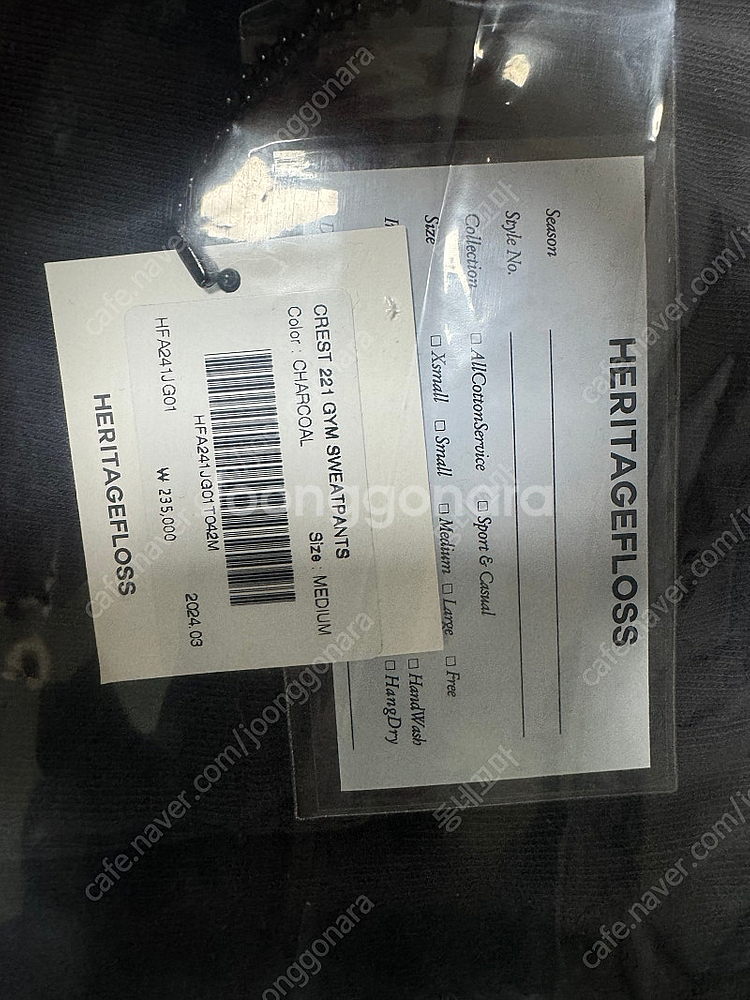 HERITAGEFLOSS
Season
Style No.
Collection □ AllCottonService □ Sport & Casual
Size □ Xsmall □ Small □ Medium □ Large □ Free
□ HandWash
□ HangDry
CREST 221 GYM SWEATPANTS
Color : CHARCOAL Size : MEDIUM
HFA241JG01T042M
HFA241JG01 ₩ 235,000 2024.03
HERITAGEFLOSS
joonggonara
cafe.naver.com/joonggonara